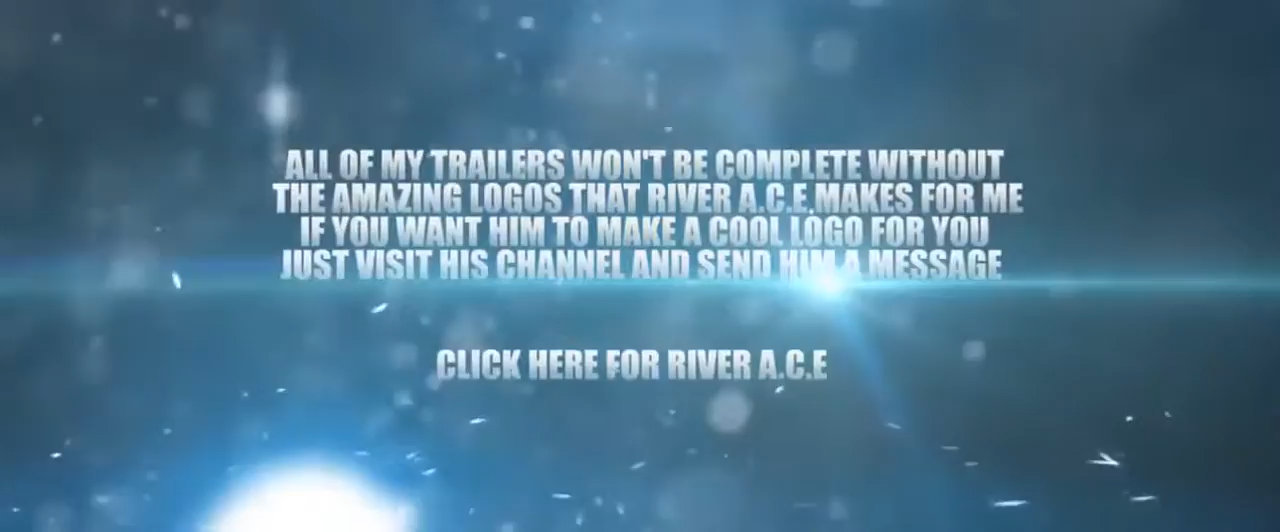 ALL OF MY TRAILERS WON'T BE COMPLETE WITHOUT
THE AMAZING LOGOS THAT RIVER A.C.E MAKES FOR ME
IF YOU WANT HIM TO MAKE A COOL LOGO FOR YOU
JUST VISIT HIS CHANNEL AND SEND HIM A MESSAGE
CLICK HERE FOR RIVER A.C.E